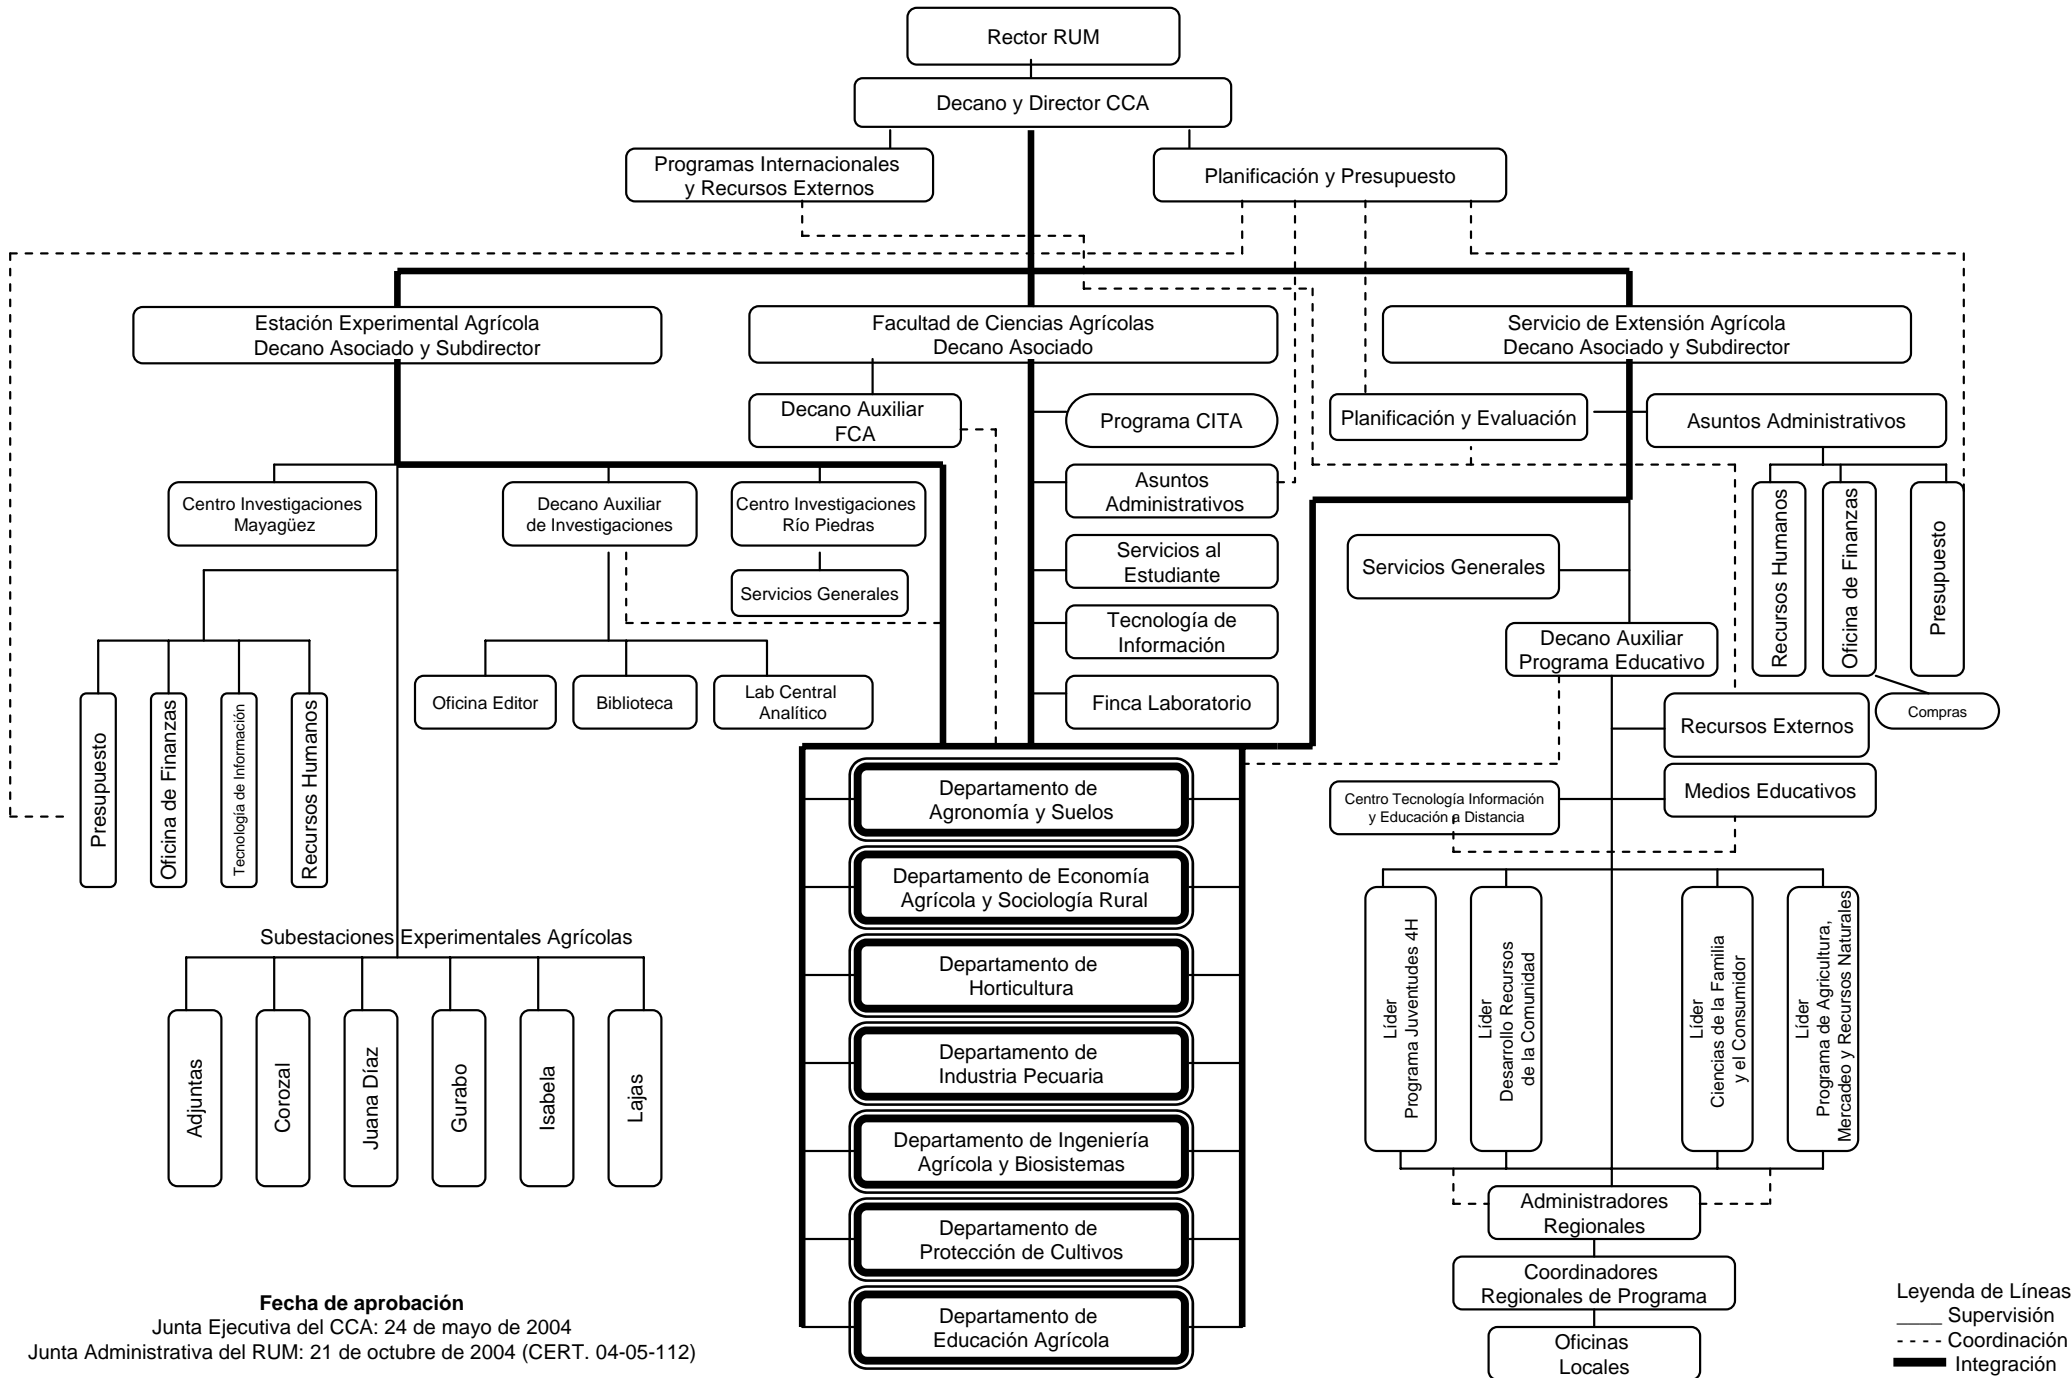 Rector RUM
Decano y Director CCA
Programas Internacionales
y Recursos Externos
Planificación y Presupuesto
Estación Experimental Agrícola
Decano Asociado y Subdirector
Facultad de Ciencias Agrícolas
Decano Asociado
Servicio de Extensión Agrícola
Decano Asociado y Subdirector
Decano Auxiliar
FCA
Programa CITA
Planificación y Evaluación
Asuntos Administrativos
Centro Investigaciones
Mayagüez
Decano Auxiliar
de Investigaciones
Centro Investigaciones
Río Piedras
Servicios Generales
Asuntos
Administrativos
Servicios al
Estudiante
Tecnología de
Información
Finca Laboratorio
Servicios Generales
Recursos Humanos
Oficina de Finanzas
Presupuesto
Compras
Decano Auxiliar
Programa Educativo
Recursos Externos
Medios Educativos
Centro Tecnología Información
y Educación a Distancia
Oficina Editor
Biblioteca
Lab Central
Analítico
Presupuesto
Oficina de Finanzas
Tecnología de Información
Recursos Humanos
Subestaciones Experimentales Agrícolas
Adjuntas
Corozal
Juana Díaz
Gurabo
Isabela
Lajas
Departamento de
Agronomía y Suelos
Departamento de Economía
Agrícola y Sociología Rural
Departamento de
Horticultura
Departamento de
Industria Pecuaria
Departamento de Ingeniería
Agrícola y Biosistemas
Departamento de
Protección de Cultivos
Departamento de
Educación Agrícola
Líder
Programa Juventudes 4H
Líder
Desarrollo Recursos
de la Comunidad
Líder
Ciencias de la Familia
y el Consumidor
Líder
Programa de Agricultura,
Mercadeo y Recursos Naturales
Administradores
Regionales
Coordinadores
Regionales de Programa
Oficinas
Locales
Fecha de aprobación
Junta Ejecutiva del CCA: 24 de mayo de 2004
Junta Administrativa del RUM: 21 de octubre de 2004 (CERT. 04-05-112)
Leyenda de Líneas
Supervisión
Coordinación
Integración